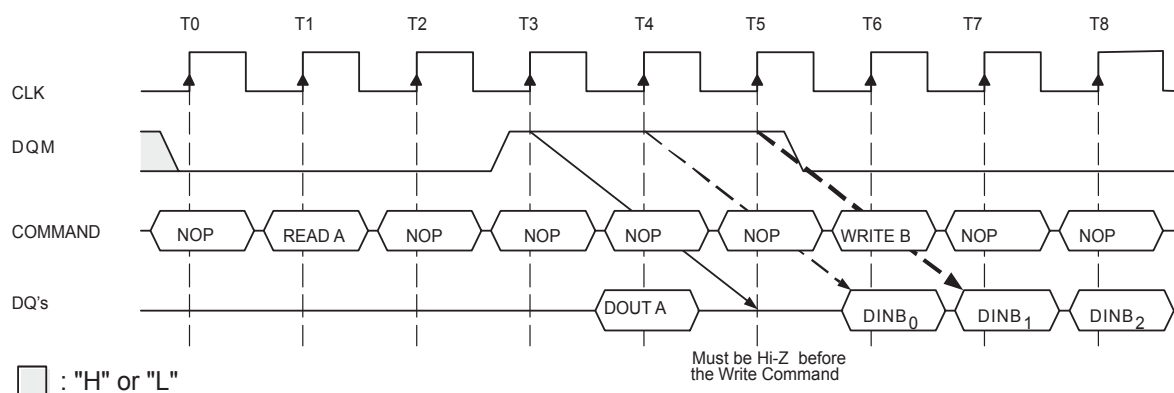 T0 T1 T2 T3 T4 T5 T6 T7 T8
CLK
DQM
COMMAND NOP READ A NOP NOP NOP NOP WRITE B NOP NOP
DQ's DOUT A DINB0 DINB1 DINB2
Must be Hi-Z before
the Write Command
: "H" or "L"